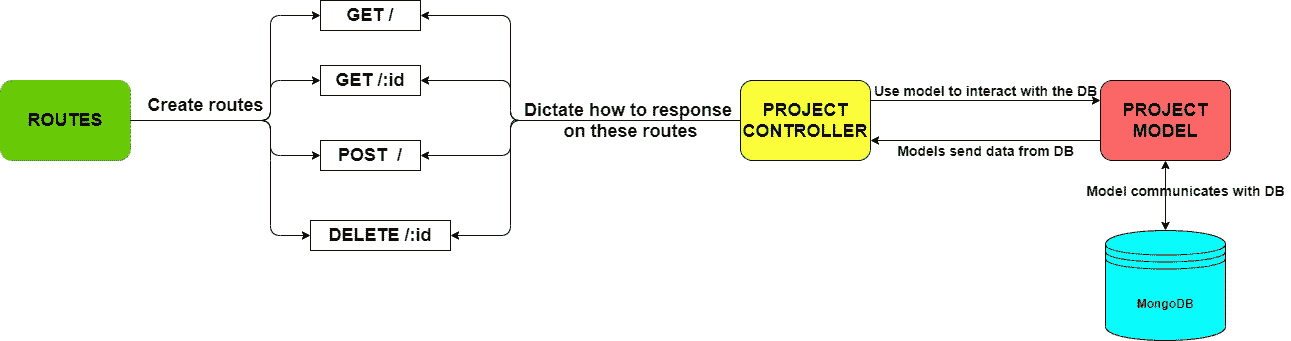 GET /
GET /:id
ROUTES
Create routes
POST /
DELETE /:id
Dictate how to response
on these routes
PROJECT
CONTROLLER
Use model to interact with the DB
Models send data from DB
PROJECT
MODEL
Model communicates with DB
MongoDB